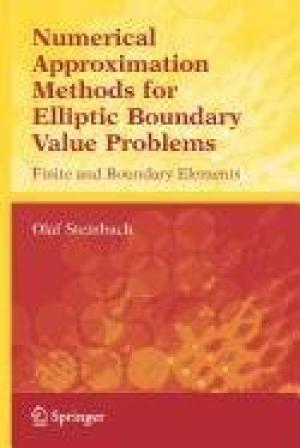 Numerical
Approximation
Methods for
Elliptic Boundary
Value Problems
Finite and Boundary Elements
Olaf Steinbach
Springer